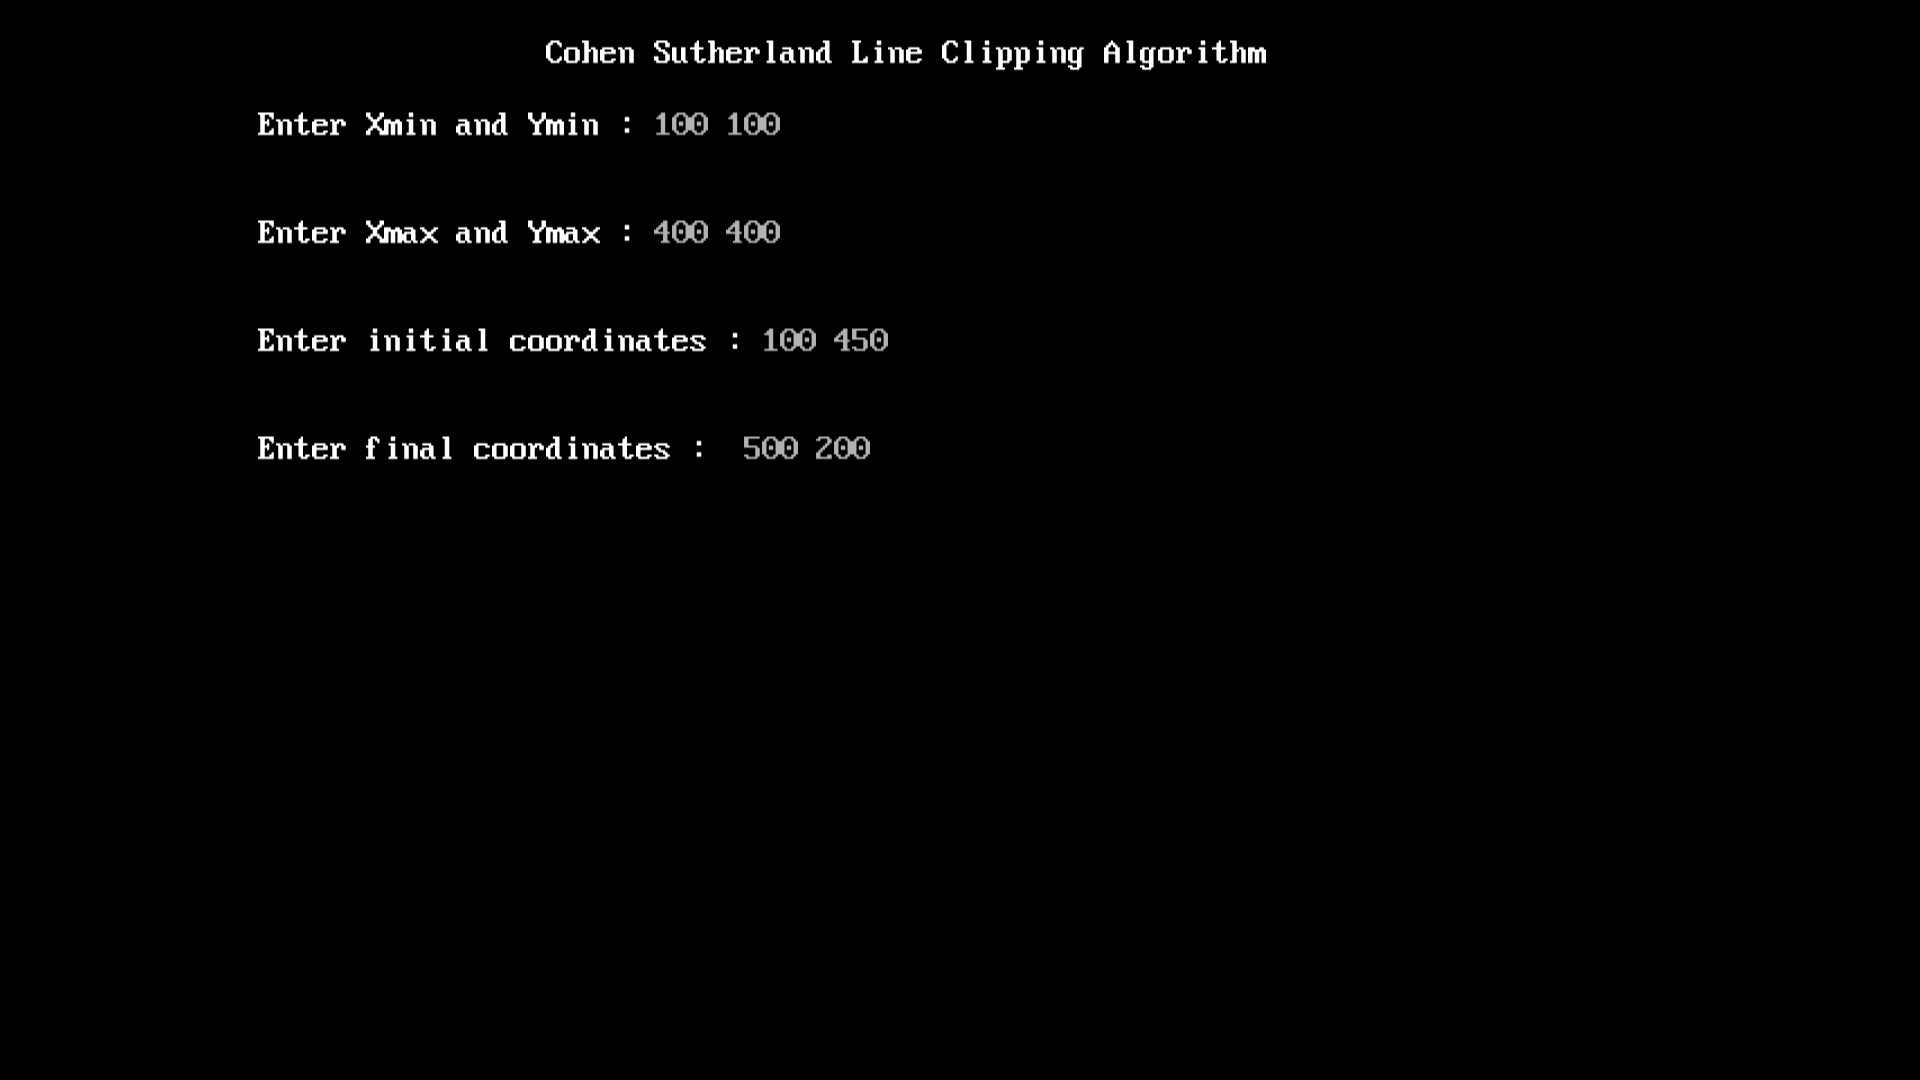 Cohen Sutherland Line Clipping Algorithm
Enter Xmin and Ymin : 100 100
Enter Xmax and Ymax : 400 400
Enter initial coordinates : 100 450
Enter final coordinates :  500 200